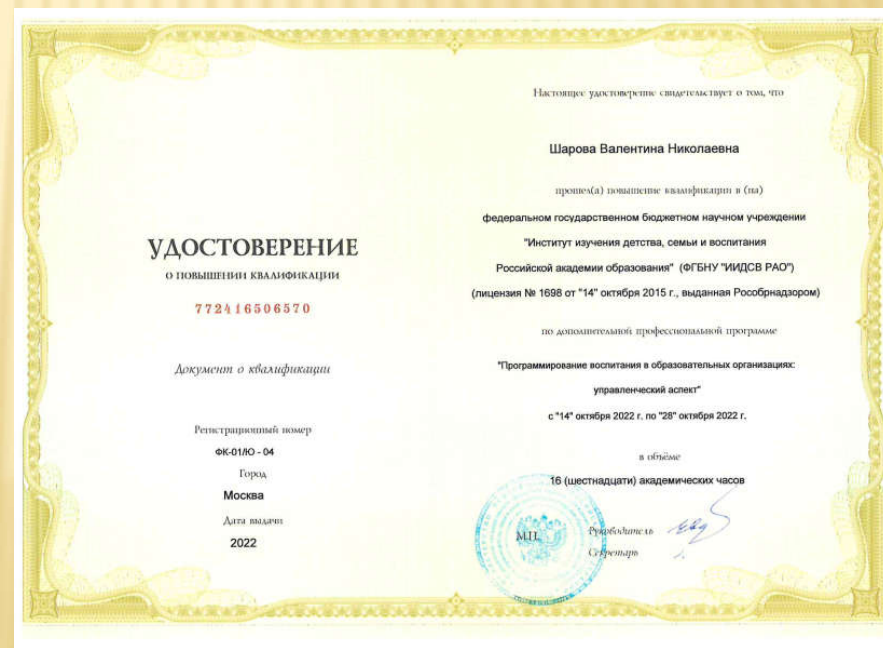 УДОСТОВЕРЕНИЕ
О ПОВЫШЕНИИ КВАЛИФИКАЦИИ
772416506570
Документ о квалификации
Регистрационный номер
ФК-01/Ю - 04
Город
Москва
Дата выдачи
2022
Настоящее удостоверение свидетельствует о том, что
Шарова Валентина Николаевна
прошел(а) повышение квалификации в (на)
федеральном государственном бюджетном научном учреждении
"Институт изучения детства, семьи и воспитания
Российской академии образования" (ФГБНУ "ИИДСВ РАО")
(лицензия № 1698 от "14" октября 2015 г., выданная Рособрнадзором)
по дополнительной профессиональной программе
"Программирование воспитания в образовательных организациях:
управленческий аспект"
с "14" октября 2022 г. по "28" октября 2022 г.
в объёме
16 (шестнадцати) академических часов
М.П.
Руководитель
Секретарь